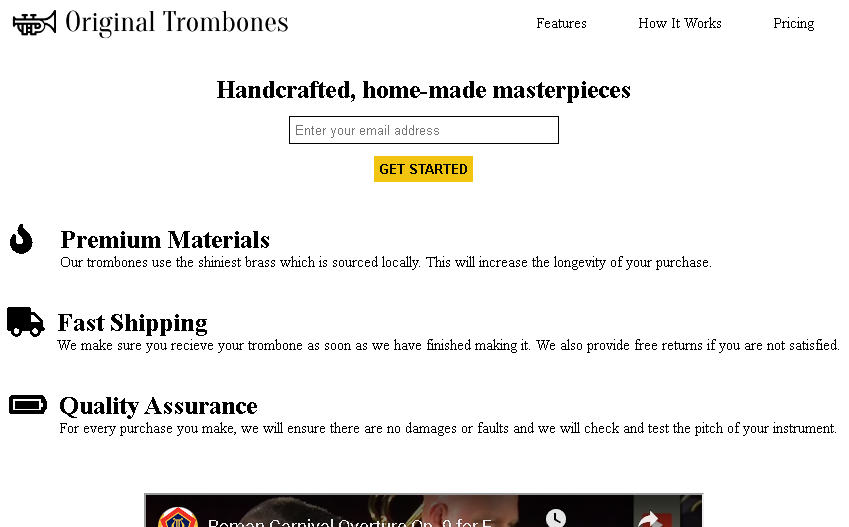 Original Trombones
Features
How It Works
Pricing
Handcrafted, home-made masterpieces
Enter your email address
GET STARTED
Premium Materials
Our trombones use the shiniest brass which is sourced locally. This will increase the longevity of your purchase.
Fast Shipping
We make sure you recieve your trombone as soon as we have finished making it. We also provide free returns if you are not satisfied.
Quality Assurance
For every purchase you make, we will ensure there are no damages or faults and we will check and test the pitch of your instrument.
Roman Carnival Overture Op. 9 for E